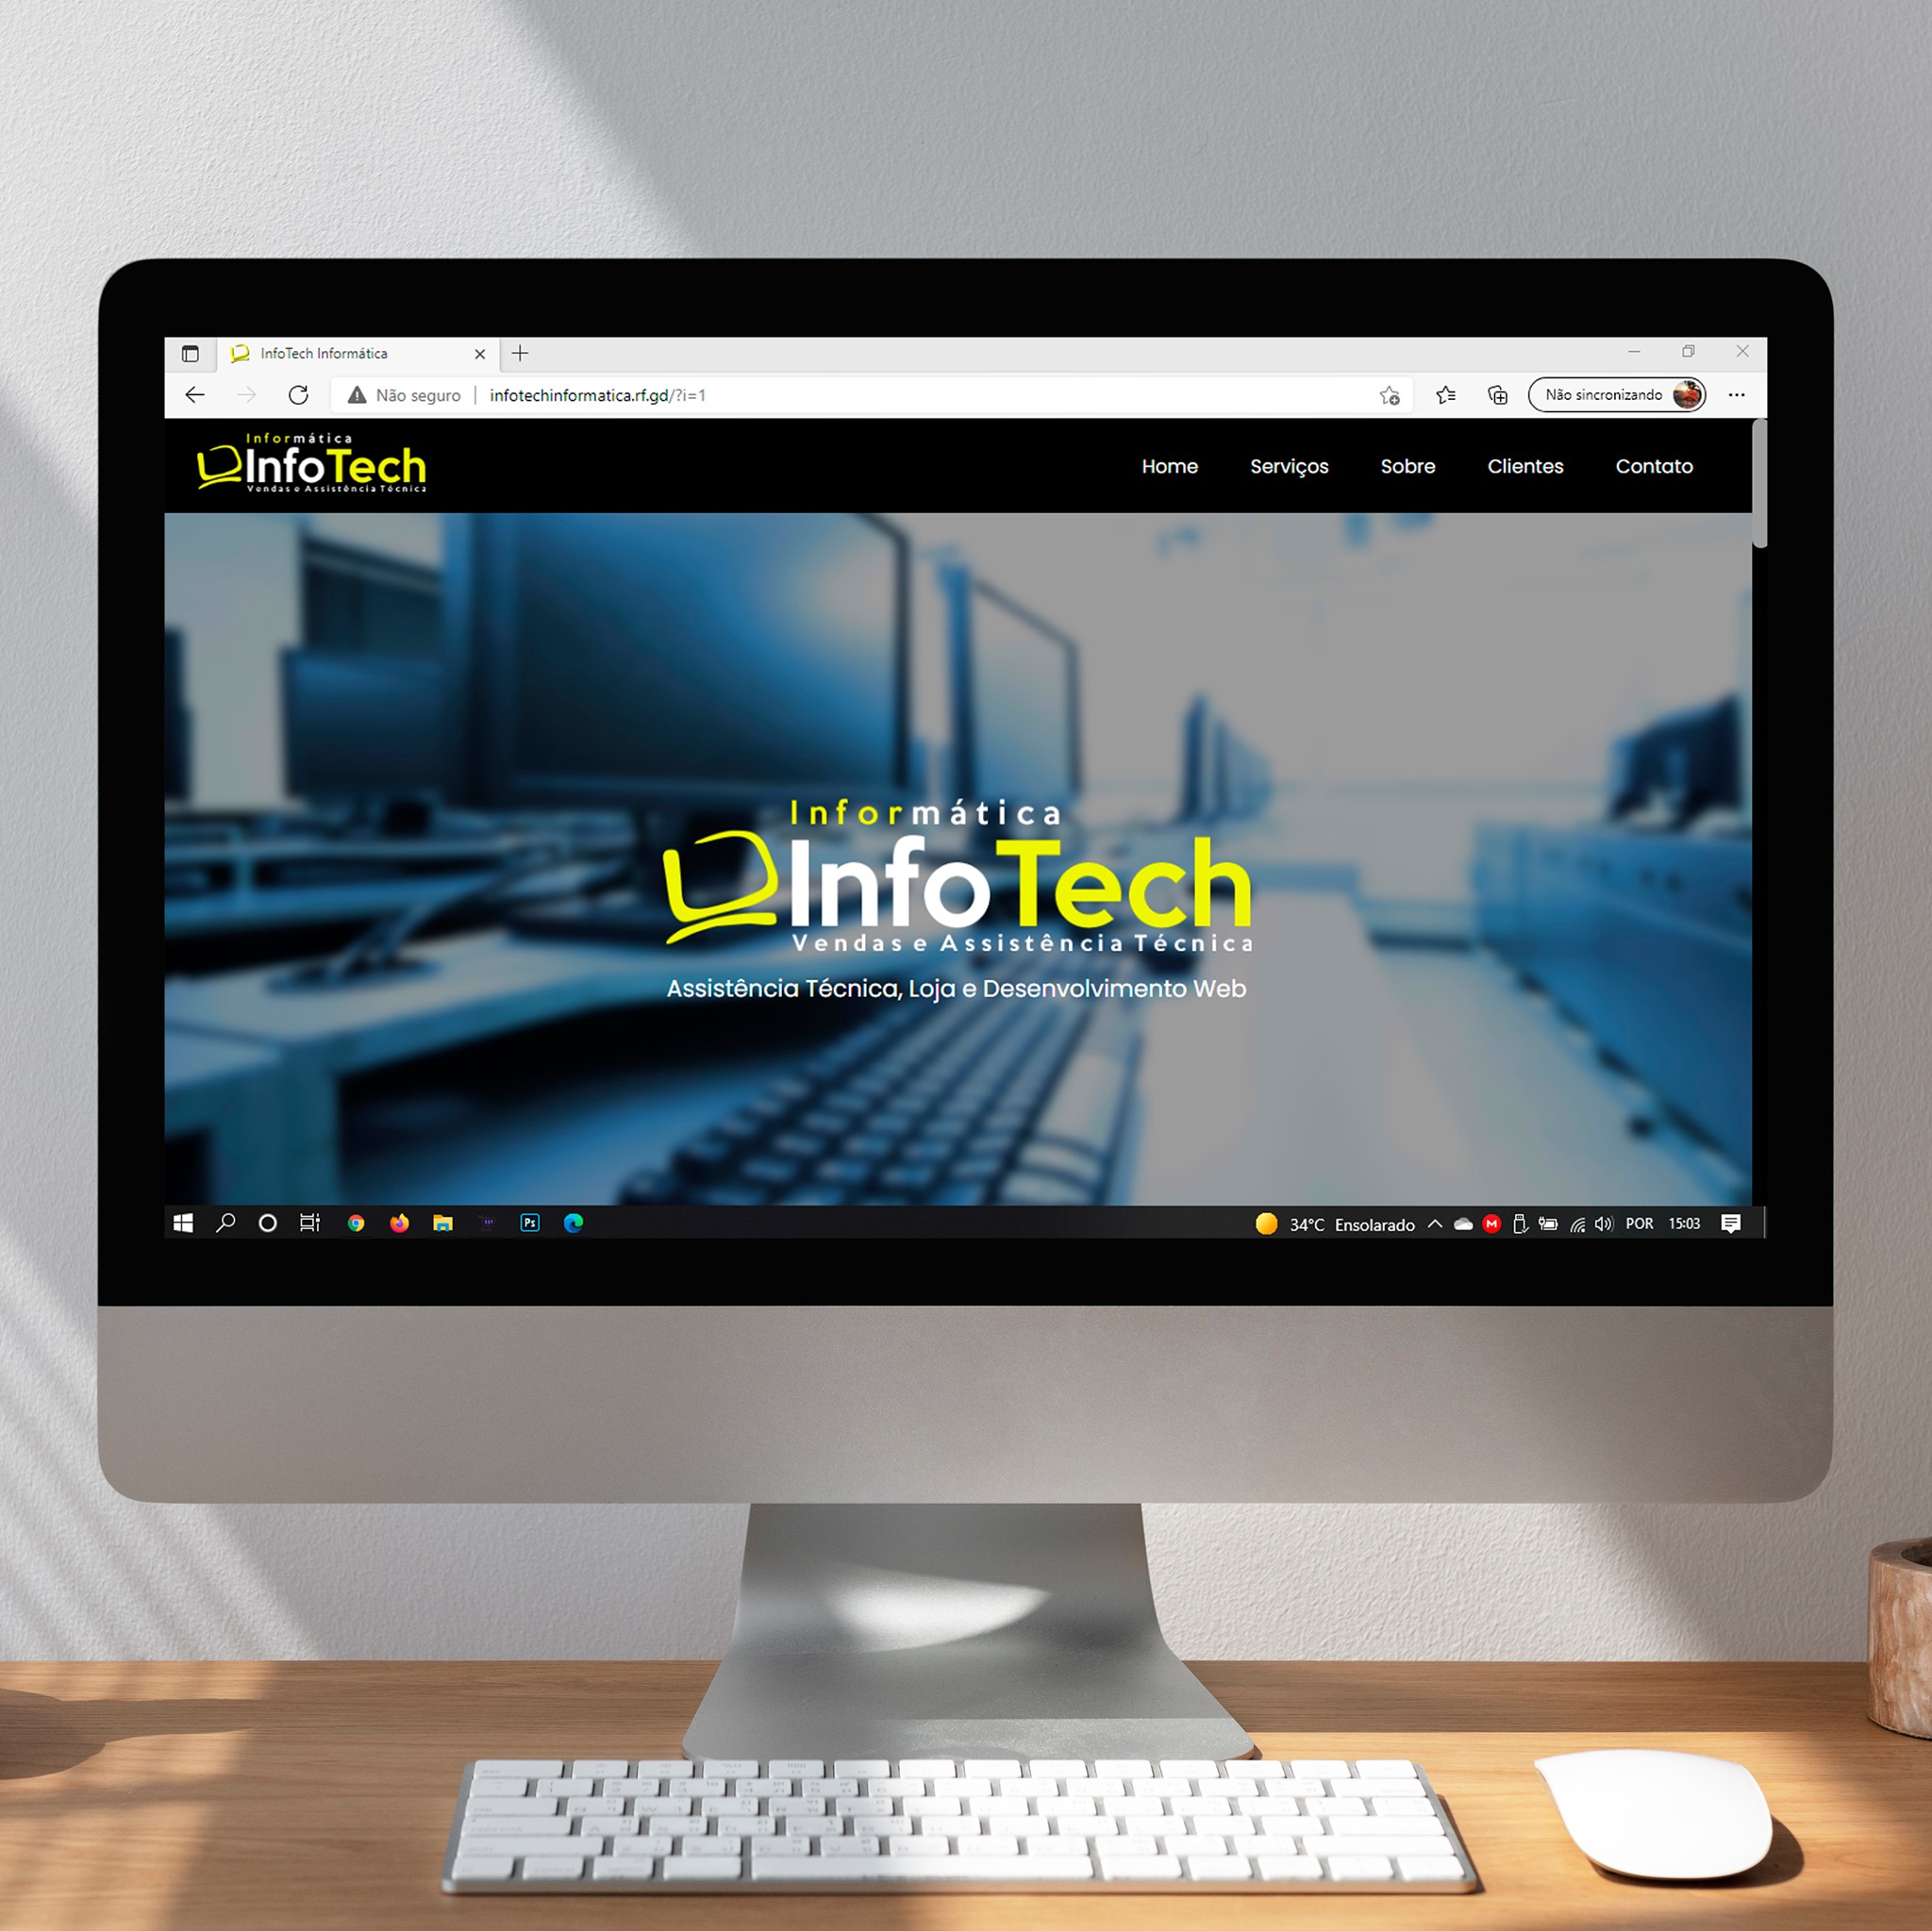 InfoTech Informática
Não seguro | infotechinformatica.rf.gd/?i=1
Não sincronizando
Informática
InfoTech
Vendas e Assistência Técnica
Home Serviços Sobre Clientes Contato
Informática
InfoTech
Vendas e Assistência Técnica
Assistência Técnica, Loja e Desenvolvimento Web
Ps
34°C Ensolarado
M
POR 15:03